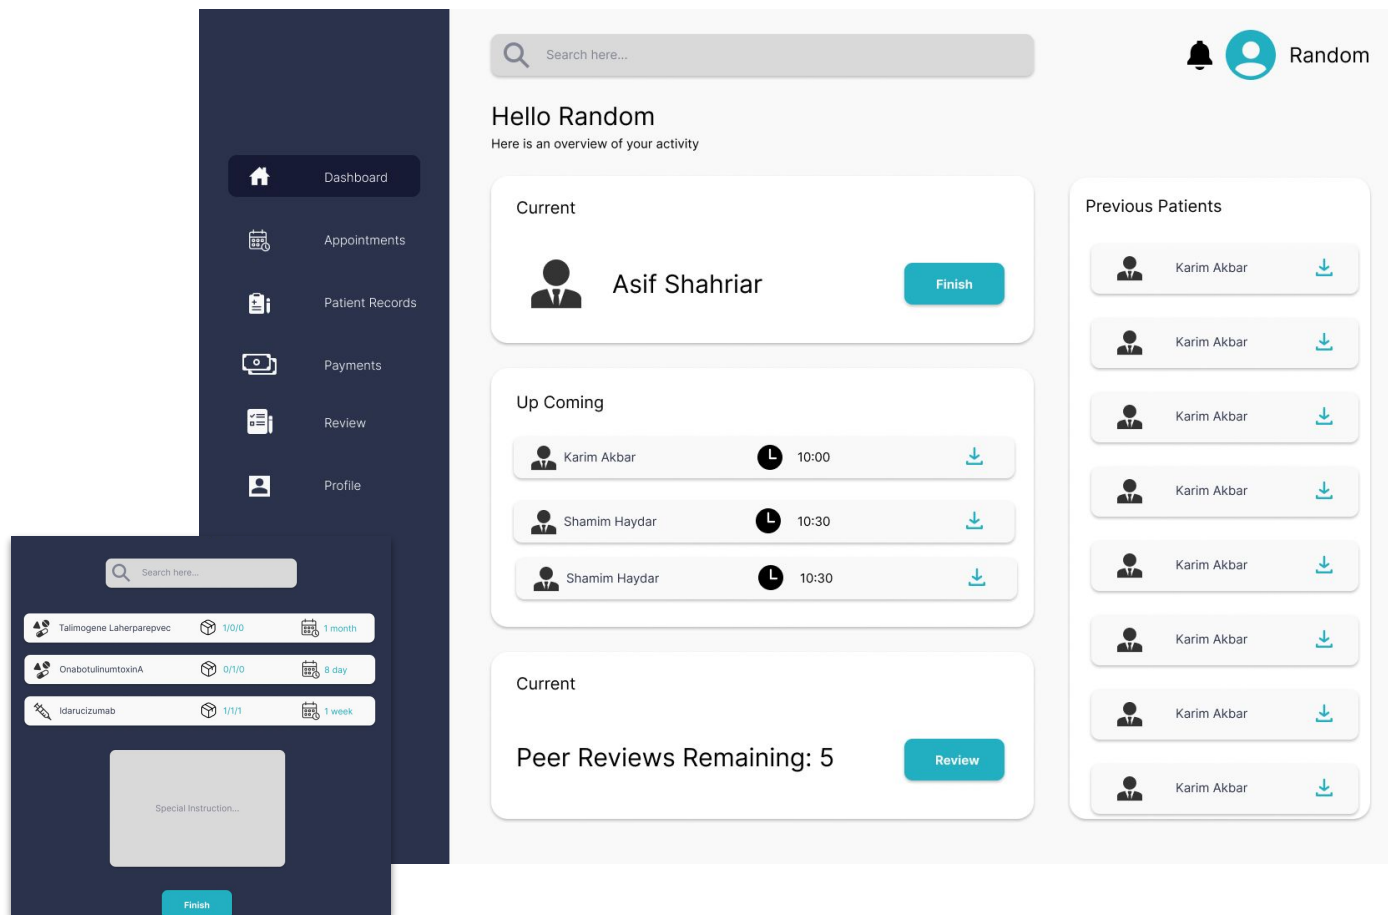 Search here...
Random
Hello Random
Here is an overview of your activity
Dashboard
Appointments
Patient Records
Payments
Review
Profile
Current
Asif Shahriar
Finish
Up Coming
Karim Akbar 10:00
Shamim Haydar 10:30
Shamim Haydar 10:30
Current
Peer Reviews Remaining: 5
Review
Previous Patients
Karim Akbar
Karim Akbar
Karim Akbar
Karim Akbar
Karim Akbar
Karim Akbar
Karim Akbar
Karim Akbar
Search here...
Talimogene Laherparepvec 1/0/0 1 month
OnabotulinumtoxinA 0/1/0 8 day
Idarucizumab 1/1/1 1 week
Special Instruction...
Finish